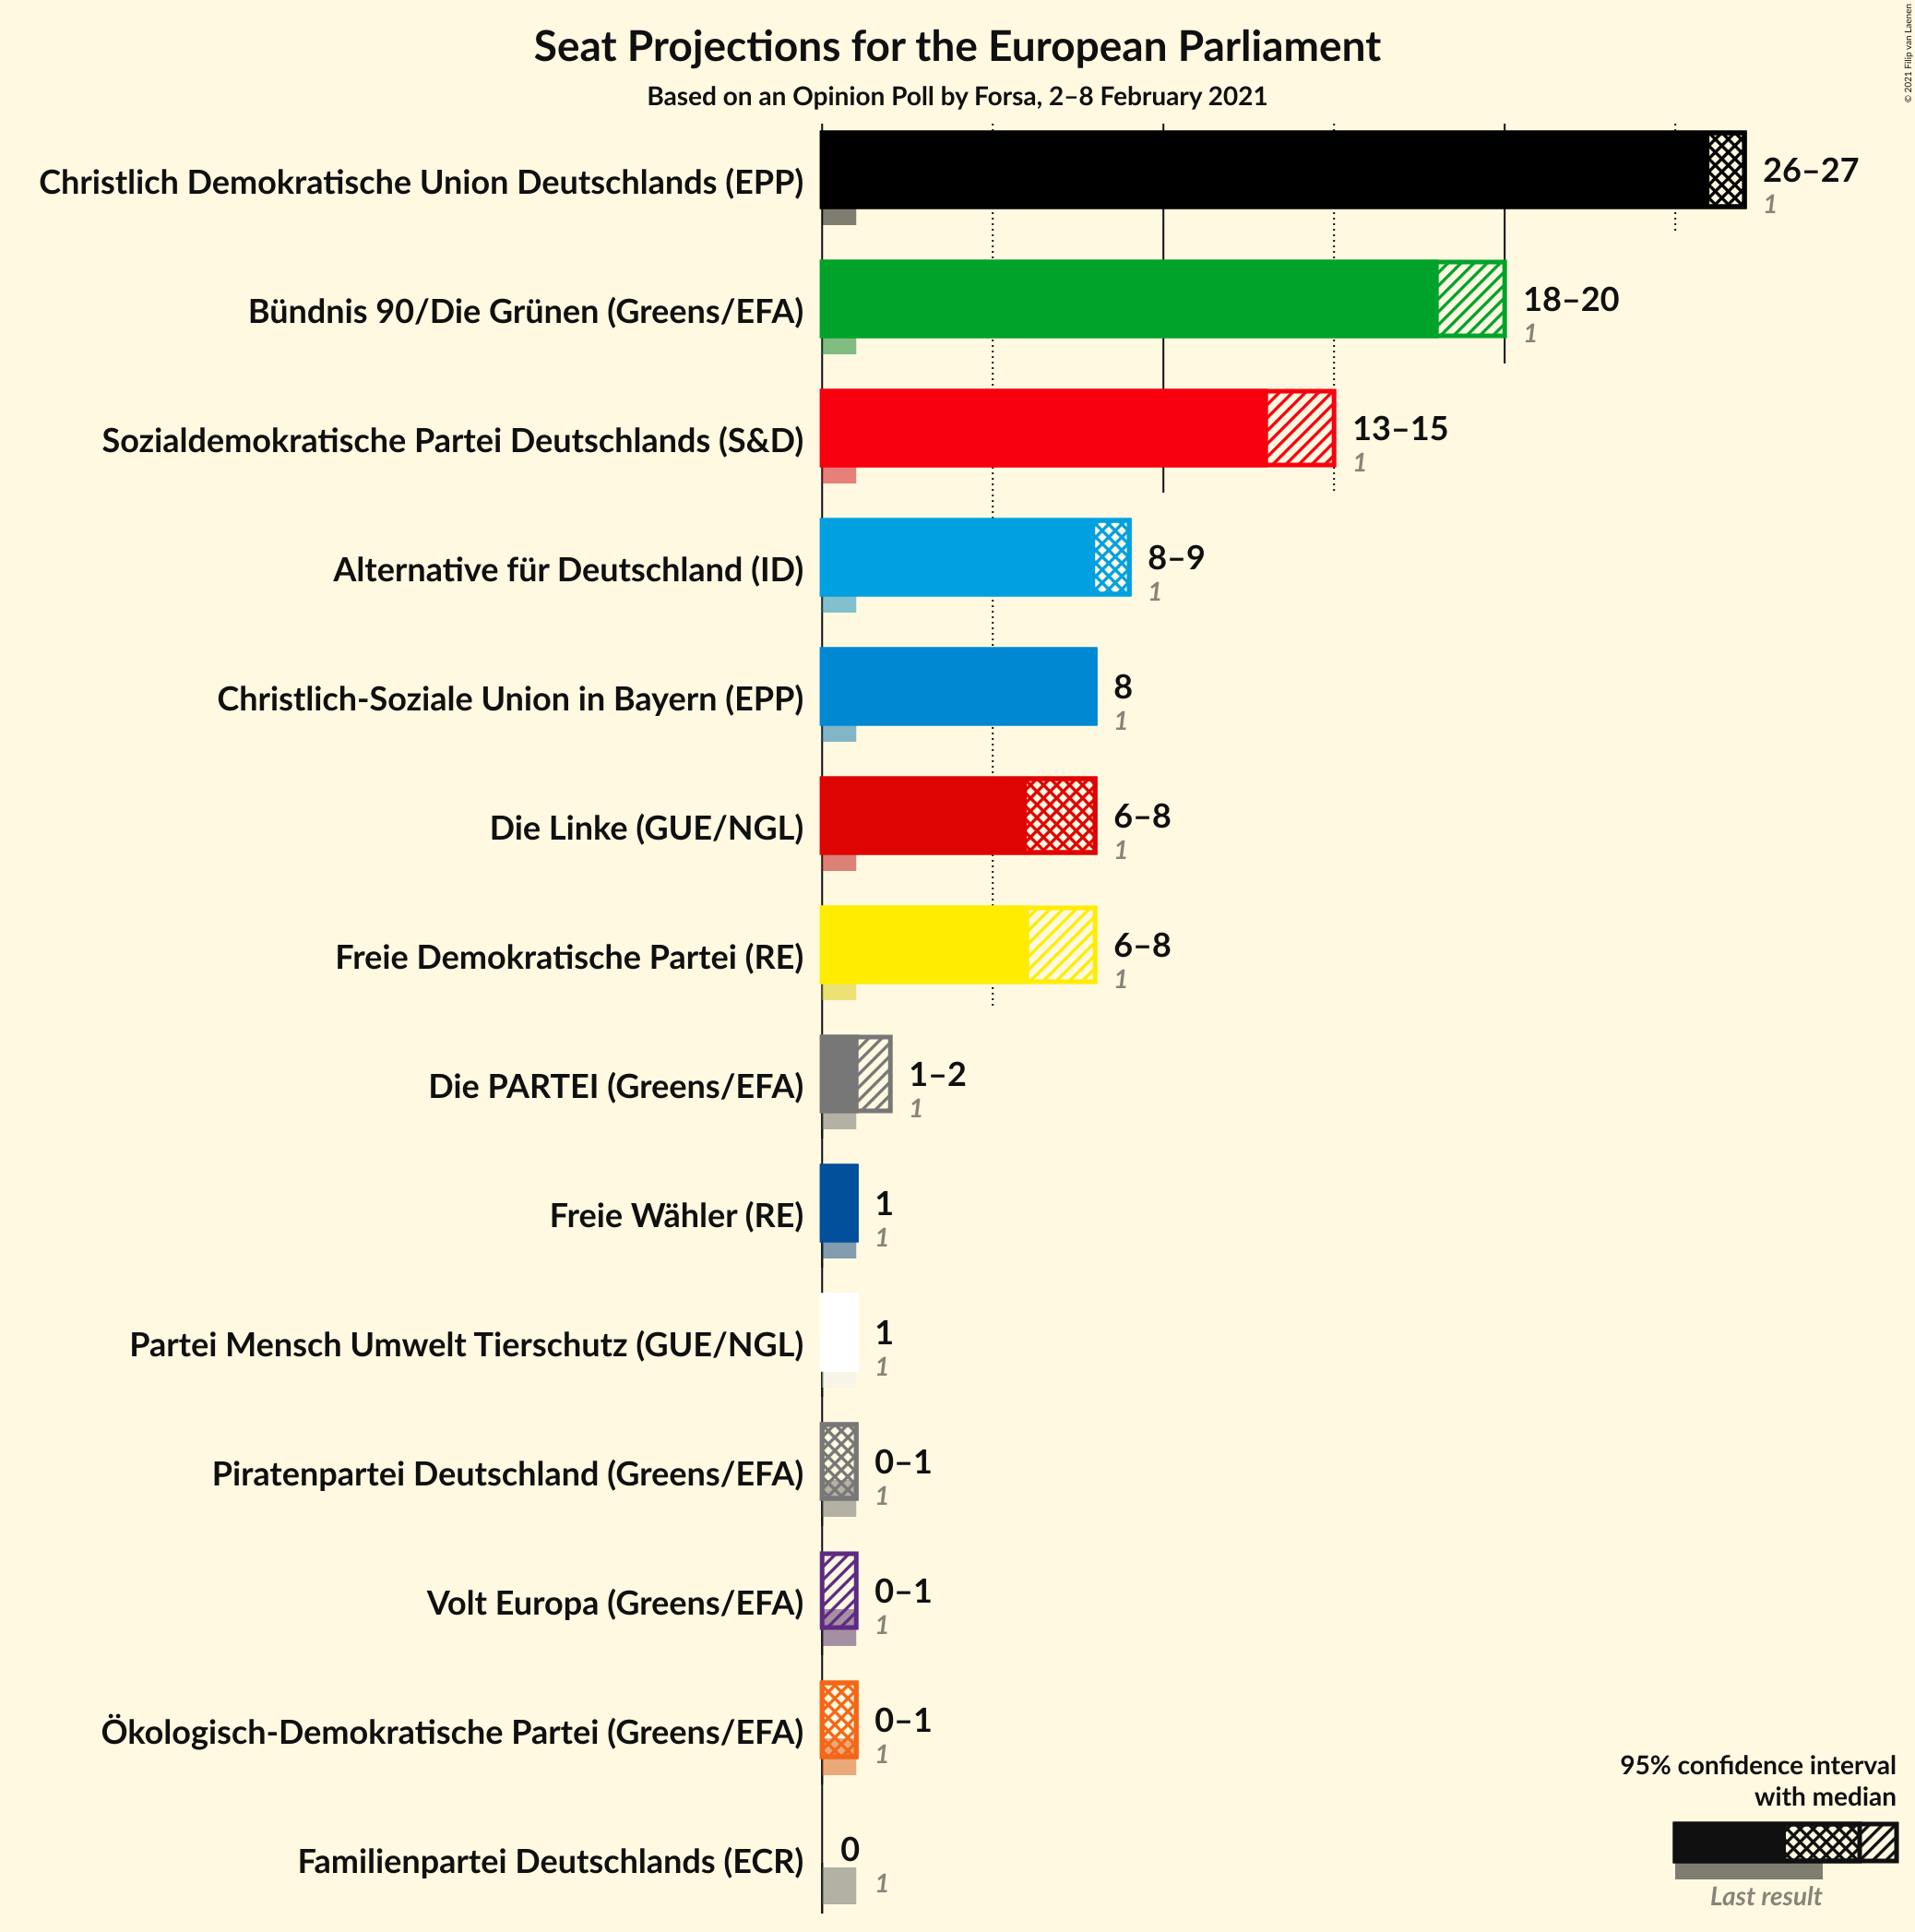 Seat Projections for the European Parliament
Based on an Opinion Poll by Forsa, 2–8 February 2021
© 2021 Filip van Laenen
Christlich Demokratische Union Deutschlands (EPP)
26–27
1
Bündnis 90/Die Grünen (Greens/EFA)
18–20
1
Sozialdemokratische Partei Deutschlands (S&D)
13–15
1
Alternative für Deutschland (ID)
8–9
1
Christlich-Soziale Union in Bayern (EPP)
8
1
Die Linke (GUE/NGL)
6–8
1
Freie Demokratische Partei (RE)
6–8
1
Die PARTEI (Greens/EFA)
1–2
1
Freie Wähler (RE)
1
1
Partei Mensch Umwelt Tierschutz (GUE/NGL)
1
1
Piratenpartei Deutschland (Greens/EFA)
0–1
1
Volt Europa (Greens/EFA)
0–1
1
Ökologisch-Demokratische Partei (Greens/EFA)
0–1
1
Familienpartei Deutschlands (ECR)
0
1
95% confidence interval
with median
Last result